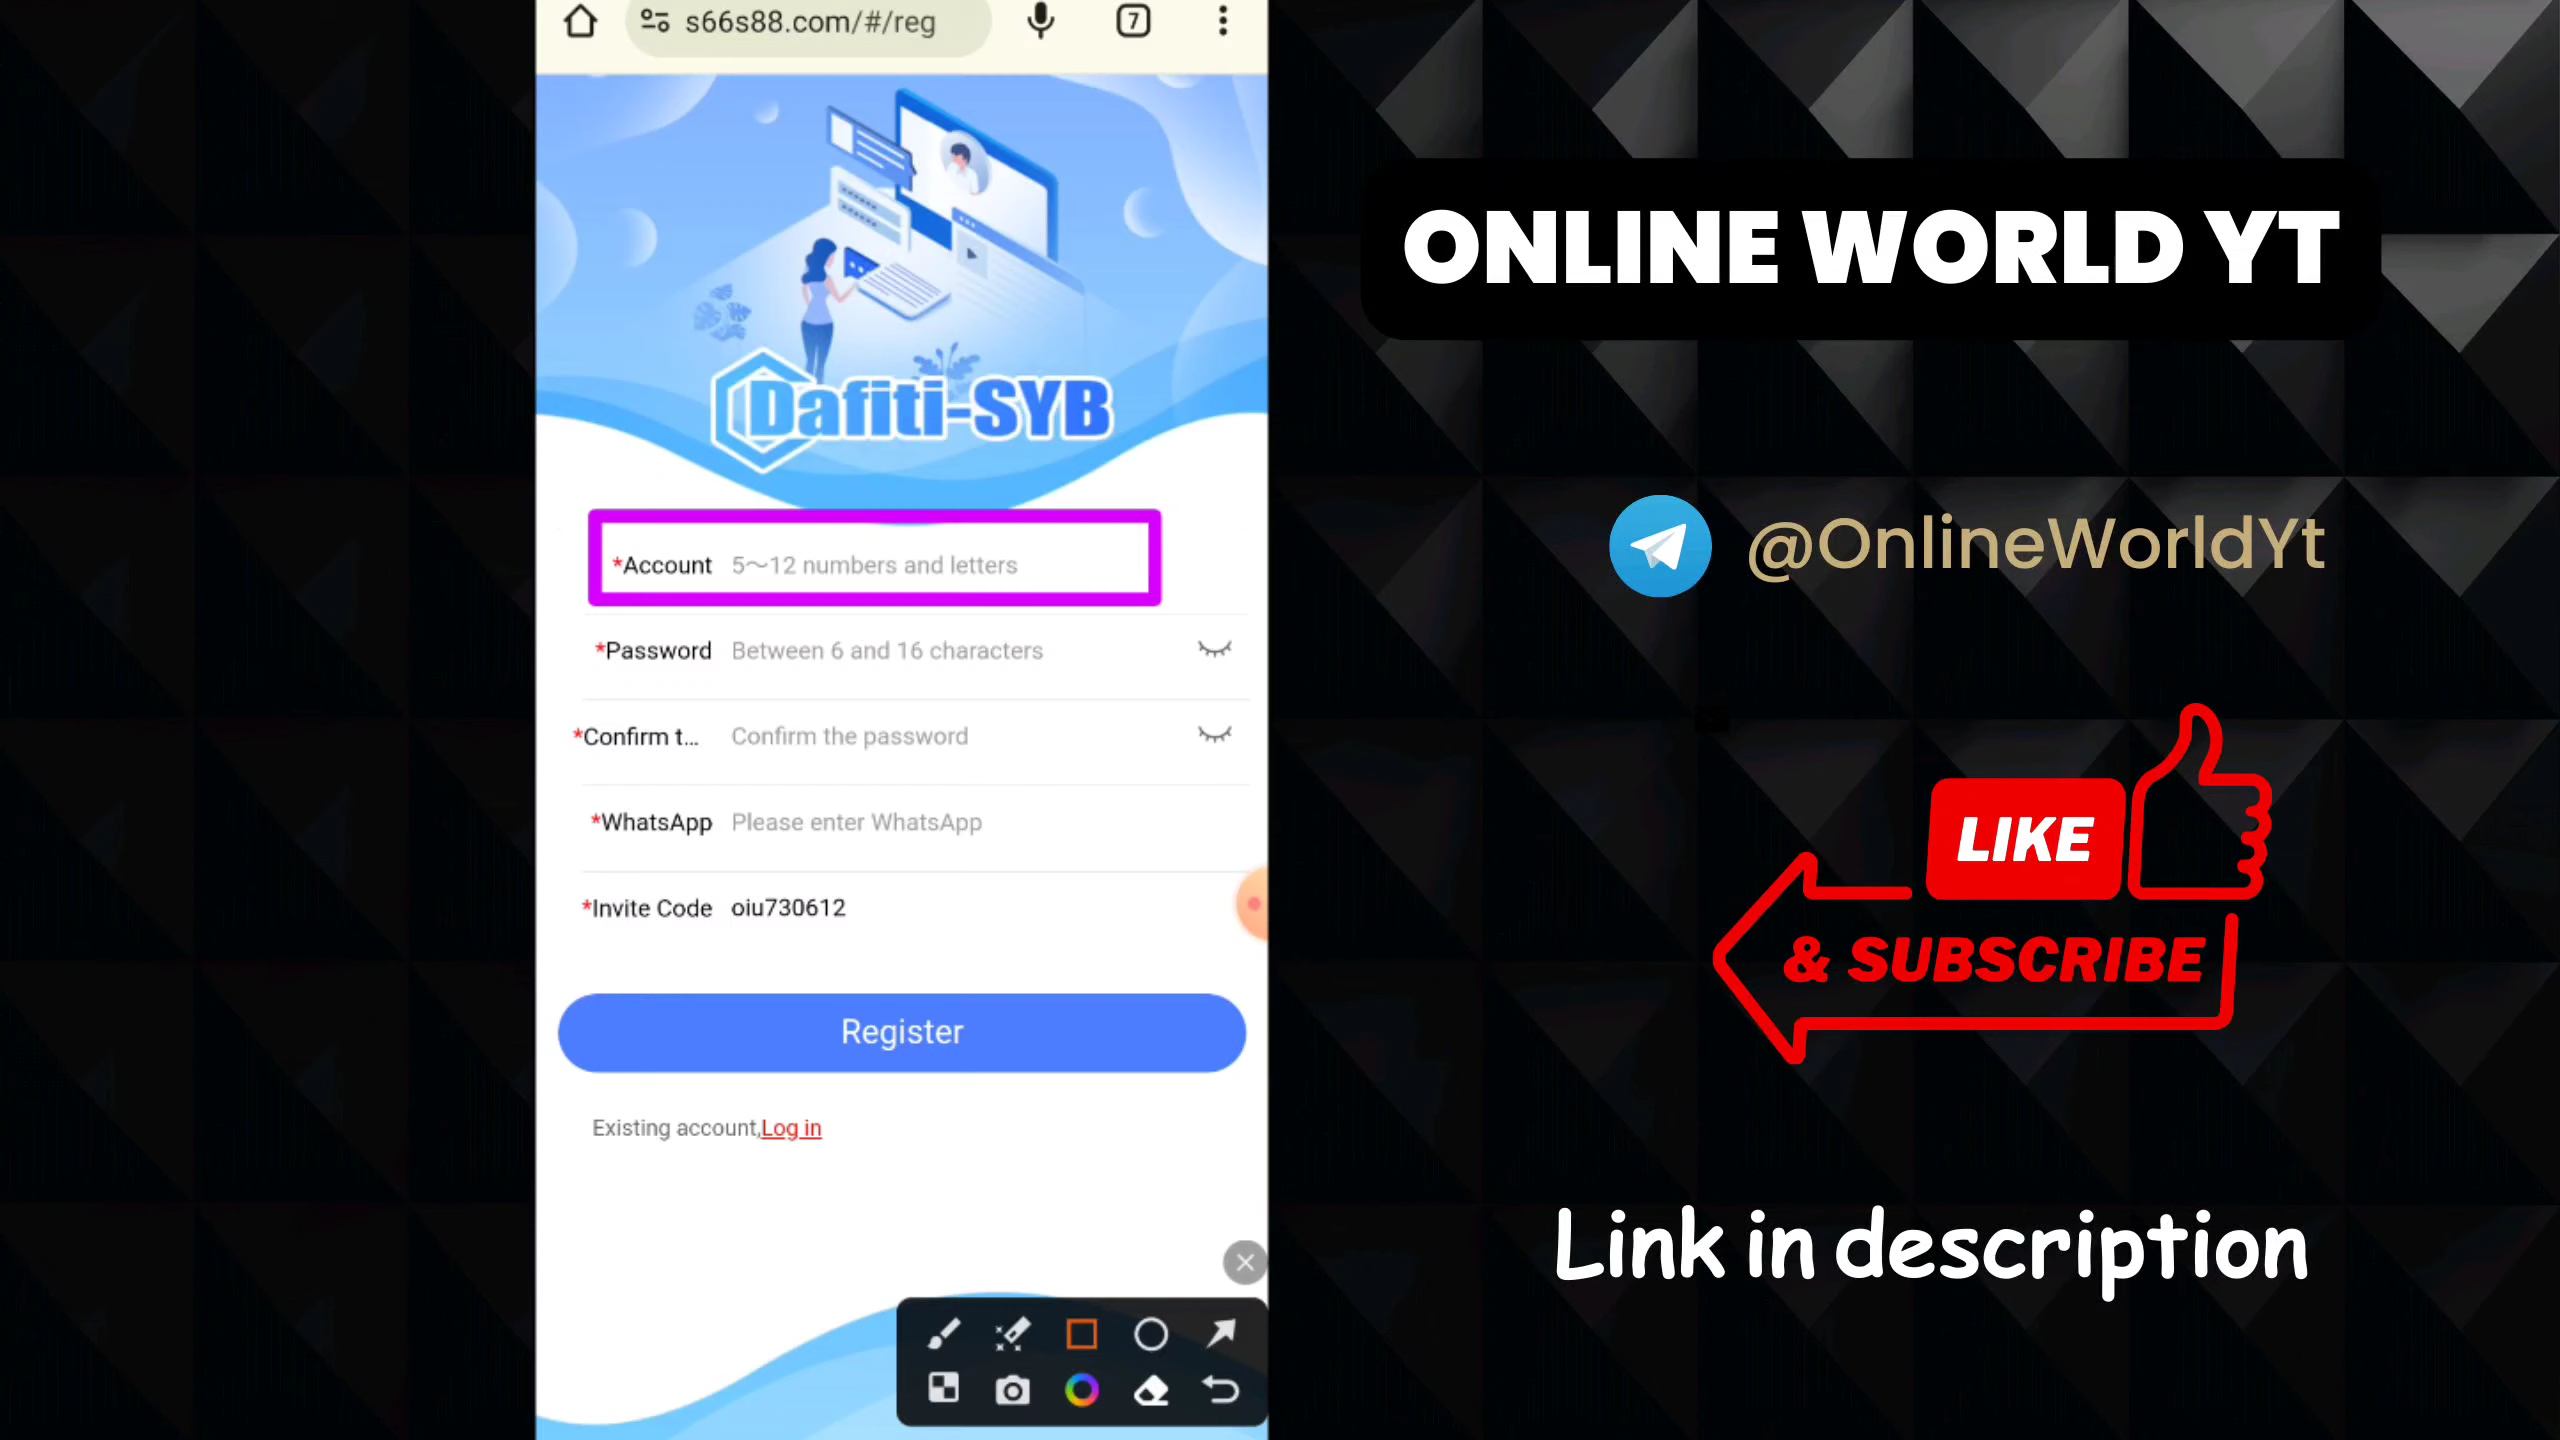 s66s88.com/#/reg
7
Dafiti-SYB
*Account 5~12 numbers and letters
*Password Between 6 and 16 characters
*Confirm t... Confirm the password
*WhatsApp Please enter WhatsApp
*Invite Code oiu730612
Register
Existing account,Log in
ONLINE WORLD YT
@OnlineWorldYt
LIKE
& SUBSCRIBE
Link in description